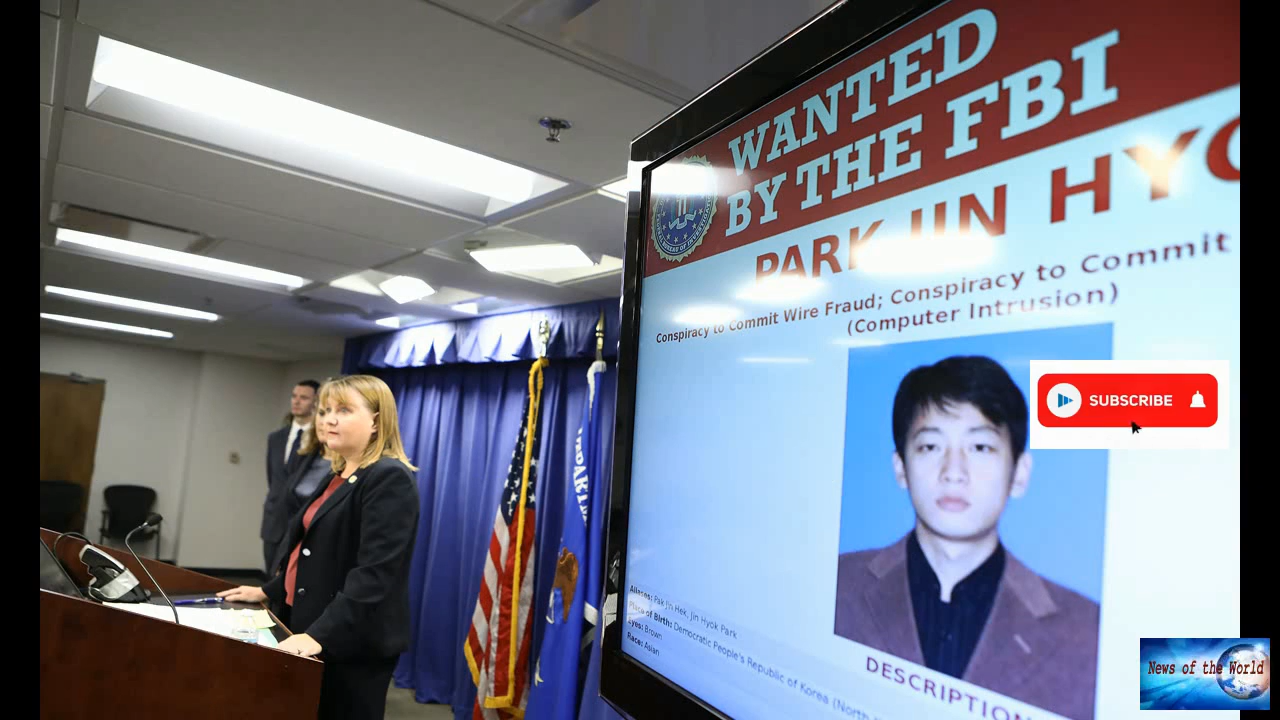 WANTED
BY THE FBI
PARK JIN HYO
Conspiracy to Commit Wire Fraud; Conspiracy to Commit
(Computer Intrusion)
SUBSCRIBE
Aliases: Pak Jin Hek, Jin Hyok Park
Place of Birth: Democratic People's Republic of Korea (North
Eyes: Brown
Race: Asian
DESCRIPTION
News of the World